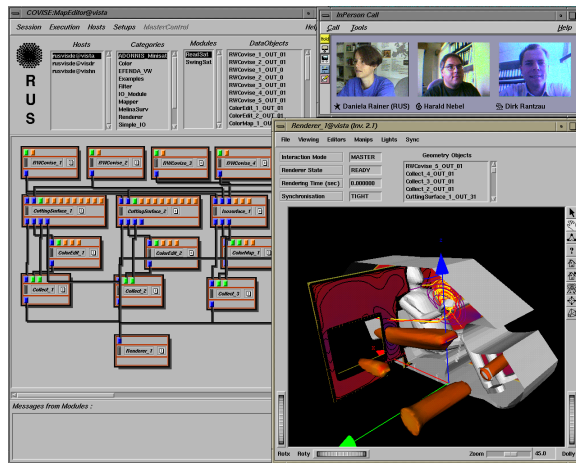 COVISE:MapEditor@vista
Session Execution Hosts Setups MasterControl
Hosts
rusvisde@vista
rusvisde@visdr
rusvisde@vishn
Categories
Color
EFENDA_VW
Examples
Filter
IO_Module
Mapper
MelinaSurv
Renderer
Simple_IO
Modules
ReadSat
SwingSat
DataObjects
RWCovise_1_OUT_01
RWCovise_2_OUT_01
RWCovise_3_OUT_01
RWCovise_4_OUT_01
RWCovise_5_OUT_01
ColorEdit_1_OUT_01
ColorEdit_2_OUT_01
R
U
S
RWCovise_1
RWCovise_2
RWCovise_3
RWCovise_4
CuttingSurface_1
CuttingSurface_2
IsoSurface_1
ColorEdit_1
ColorEdit_2
ColorMap_1
Collect_1
Collect_2
Collect_3
Renderer_1
Messages from Modules :
InPerson Call
Call Tools Help
hold
Daniela Rainer (RUS)
Harald Nebel
Dirk Rantzau
Renderer_1@vista (Inv. 2.1)
File Viewing Editors Manips Lights Sync
Interaction Mode MASTER
Renderer State READY
Rendering Time (sec) 0.000000
Synchronisation TIGHT
Geometry Objects
RWCovise_5_OUT_01
Collect_4_OUT_01
Collect_3_OUT_01
Collect_2_OUT_01
CuttingSurface_1_OUT_31
Rotx Roty
Zoom 45.0 Dolly